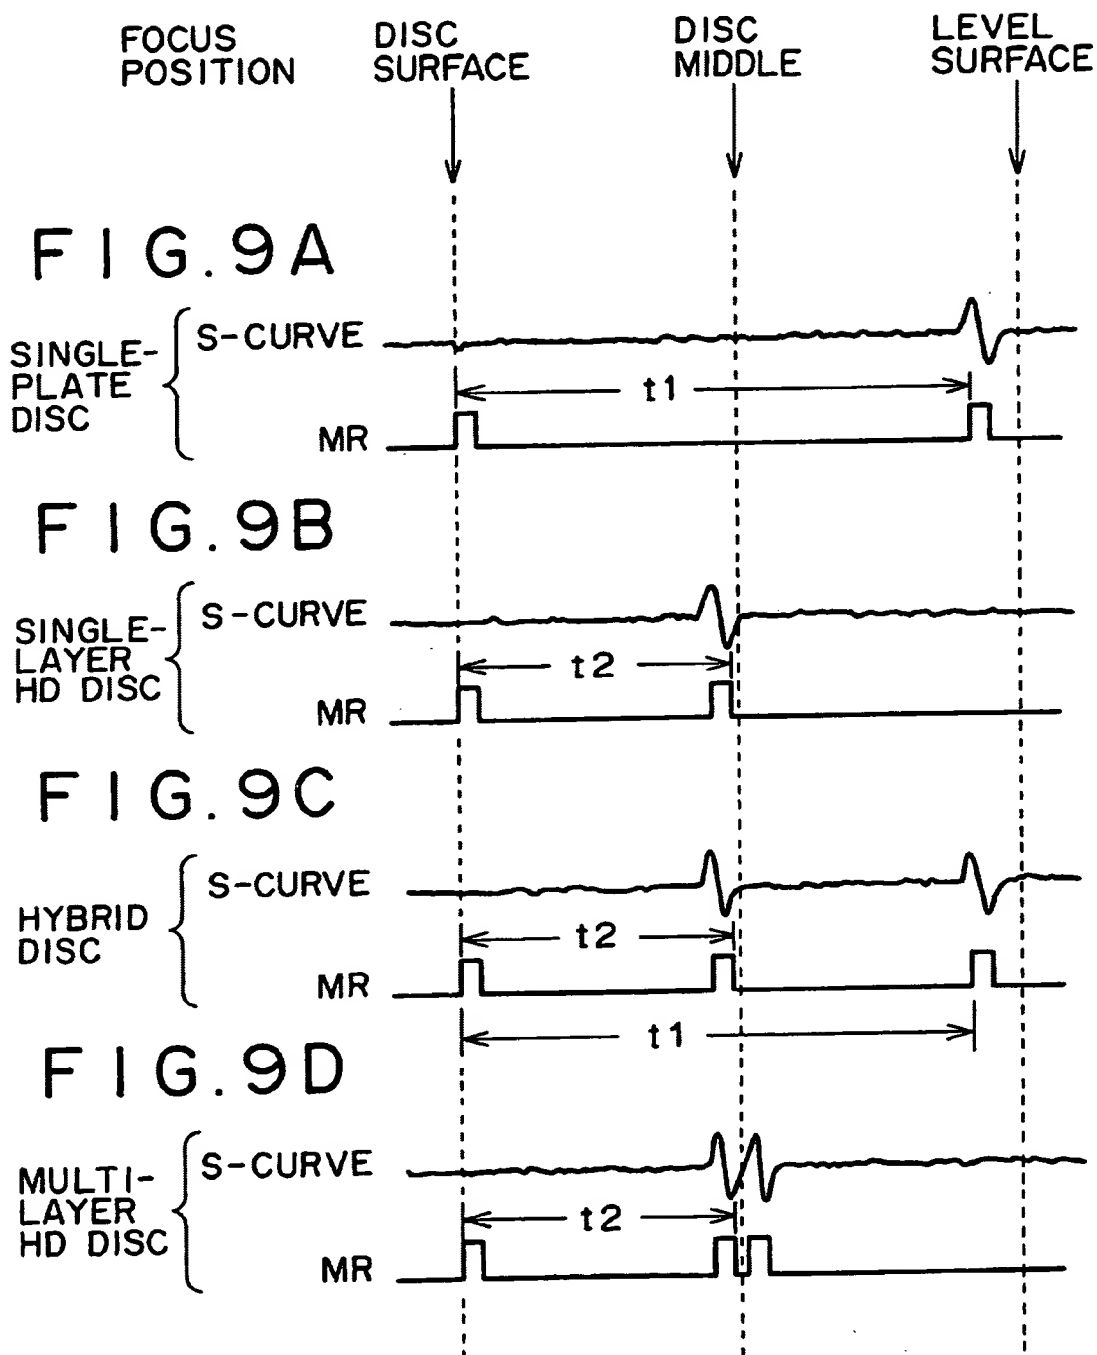 FOCUS
POSITION
DISC
SURFACE
DISC
MIDDLE
LEVEL
SURFACE
FIG.9A
SINGLE-
PLATE
DISC
S-CURVE
t1
MR
FIG.9B
SINGLE-
LAYER
HD DISC
S-CURVE
t2
MR
FIG.9C
HYBRID
DISC
S-CURVE
t2
MR
t1
FIG.9D
MULTI-
LAYER
HD DISC
S-CURVE
t2
MR